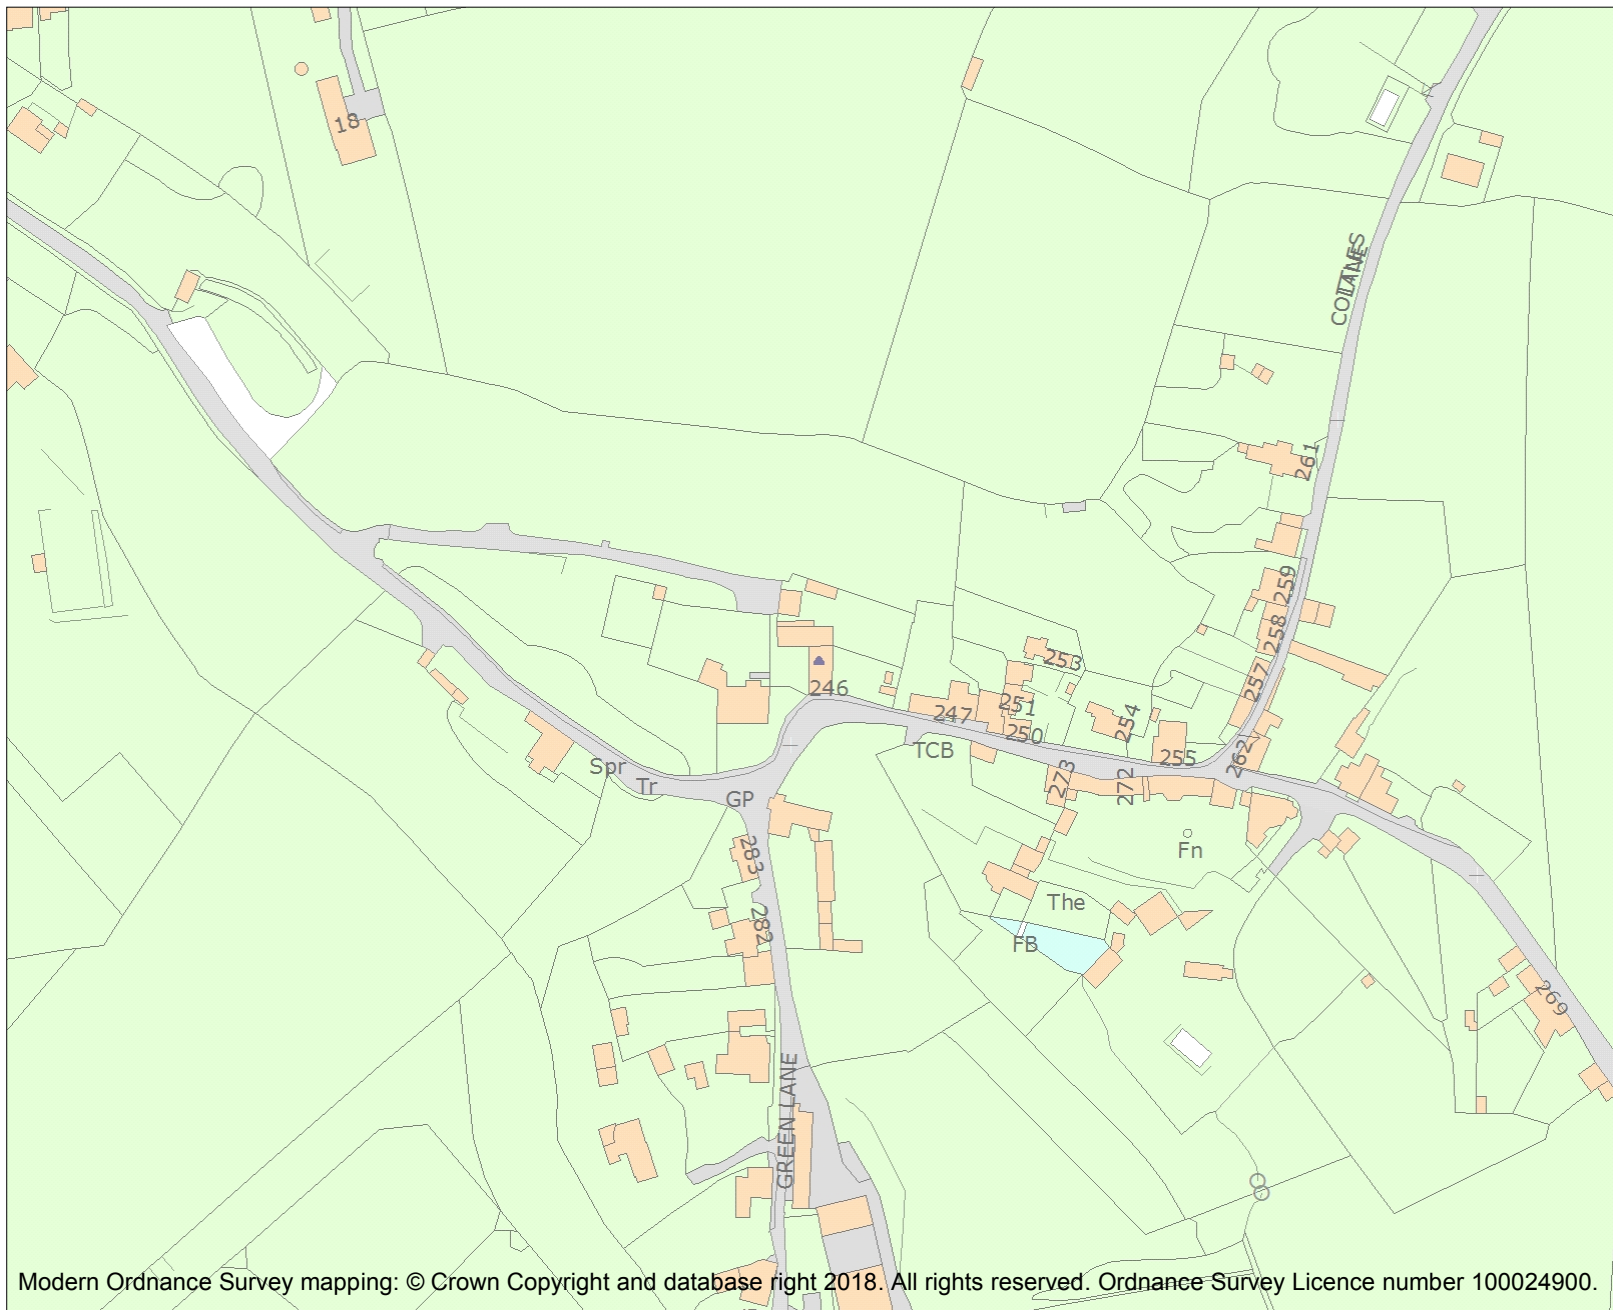 18
COLLINES
LANE
261
259
258
253
257
246
251
254
247
250
TCB
255
262
Spr
273
272
Tr
GP
283
Fn
The
282
FB
269
GREEN LANE
Modern Ordnance Survey mapping: © Crown Copyright and database right 2018. All rights reserved. Ordnance Survey Licence number 100024900.